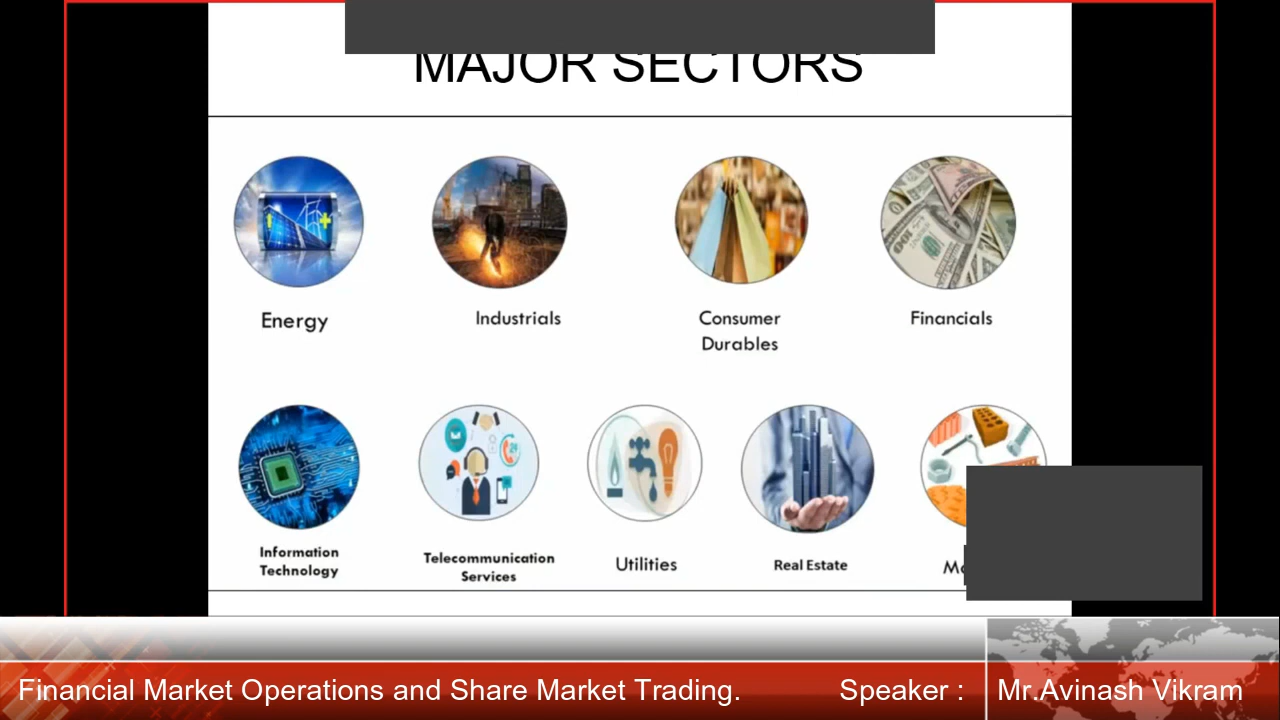 MAJOR SECTORS
Energy
Industrials
Consumer
Durables
Financials
Information
Technology
Telecommunication
Services
Utilities
Real Estate
Financial Market Operations and Share Market Trading.
Speaker :
Mr.Avinash Vikram